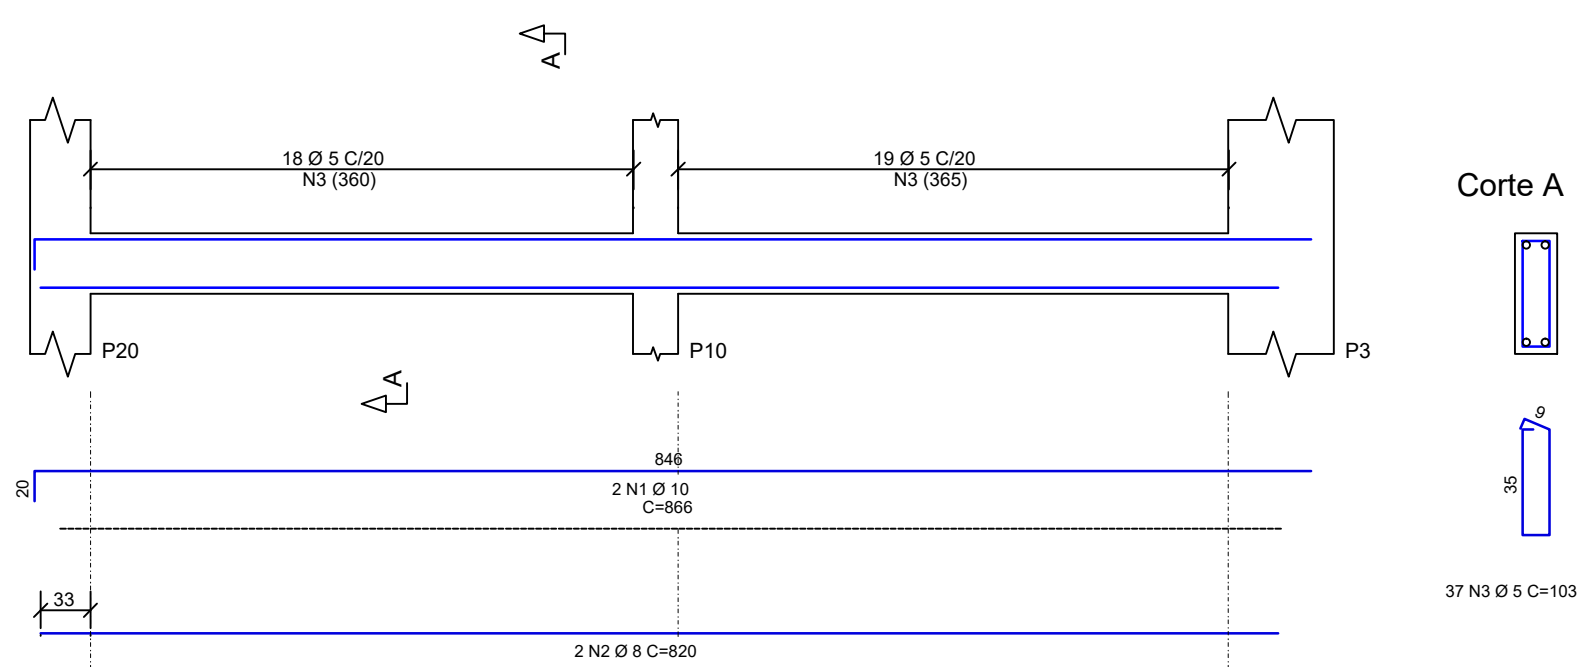 A
18 Ø 5 C/20
N3 (360)
19 Ø 5 C/20
N3 (365)
Corte A
P20
P10
P3
A
846
20
2 N1 Ø 10
C=866
9
35
37 N3 Ø 5 C=103
33
2 N2 Ø 8 C=820